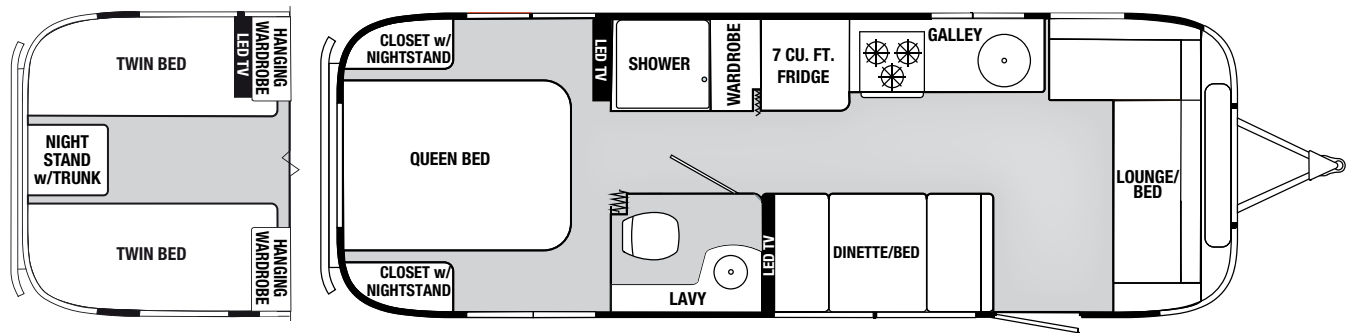 TWIN BED
LED TV
HANGING
WARDROBE
NIGHT
STAND
w/TRUNK
TWIN BED
HANGING
WARDROBE
CLOSET w/
NIGHTSTAND
QUEEN BED
CLOSET w/
NIGHTSTAND
LED TV
SHOWER
WARDROBE
7 CU. FT.
FRIDGE
GALLEY
LAVY
LED TV
DINETTE/BED
LOUNGE/
BED